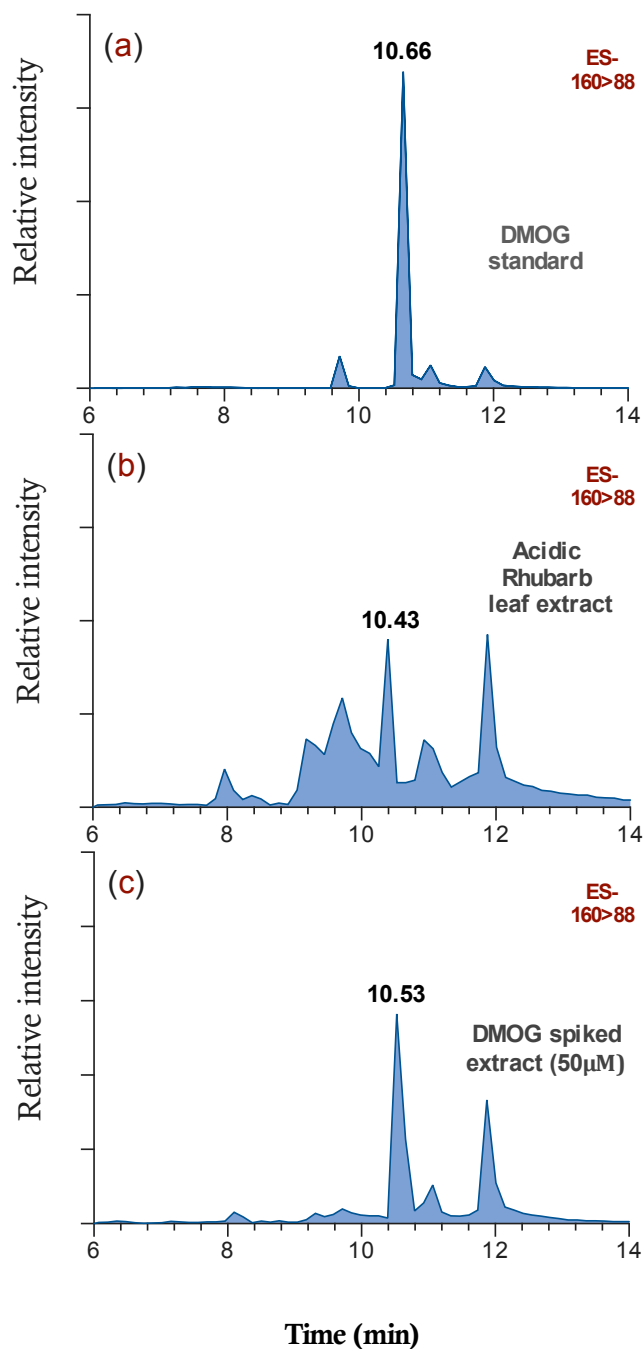 (a)
10.66
ES-
160>88
DMOG
standard
Relative intensity
6 8 10 12 14
(b)
ES-
160>88
Acidic
Rhubarb
leaf extract
10.43
Relative intensity
6 8 10 12 14
(c)
ES-
160>88
10.53
DMOG spiked
extract (50μM)
Relative intensity
6 8 10 12 14
Time (min)